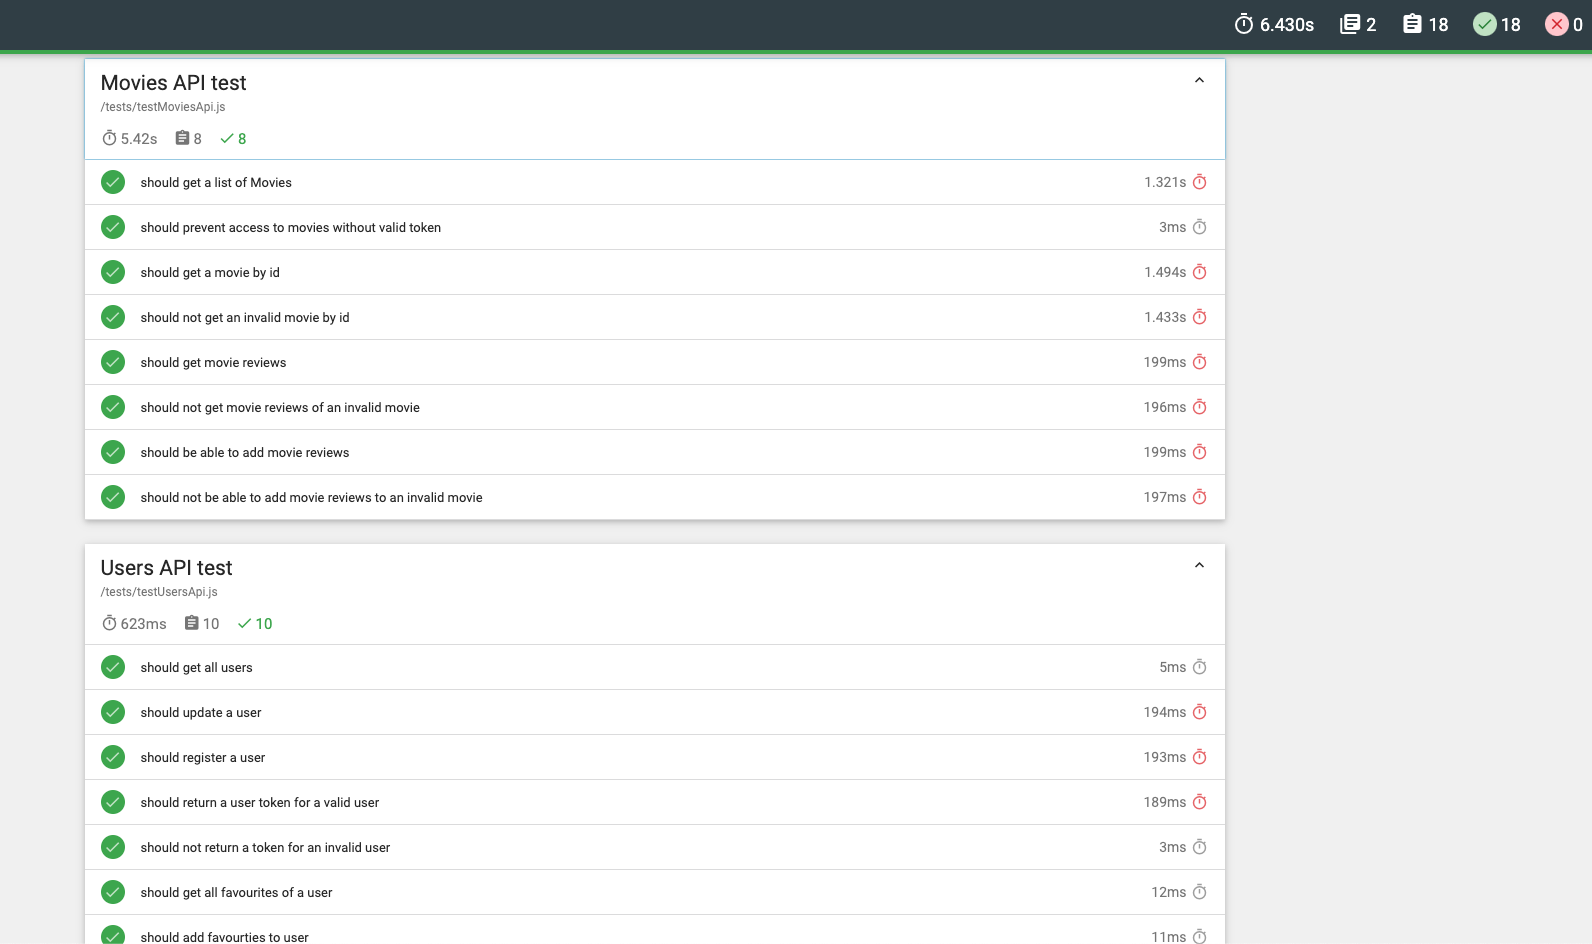 6.430s 2 18 18 0
Movies API test
/tests/testMoviesApi.js
5.42s 8 8
should get a list of Movies 1.321s
should prevent access to movies without valid token 3ms
should get a movie by id 1.494s
should not get an invalid movie by id 1.433s
should get movie reviews 199ms
should not get movie reviews of an invalid movie 196ms
should be able to add movie reviews 199ms
should not be able to add movie reviews to an invalid movie 197ms
Users API test
/tests/testUsersApi.js
623ms 10 10
should get all users 5ms
should update a user 194ms
should register a user 193ms
should return a user token for a valid user 189ms
should not return a token for an invalid user 3ms
should get all favourites of a user 12ms
should add favourties to user 11ms